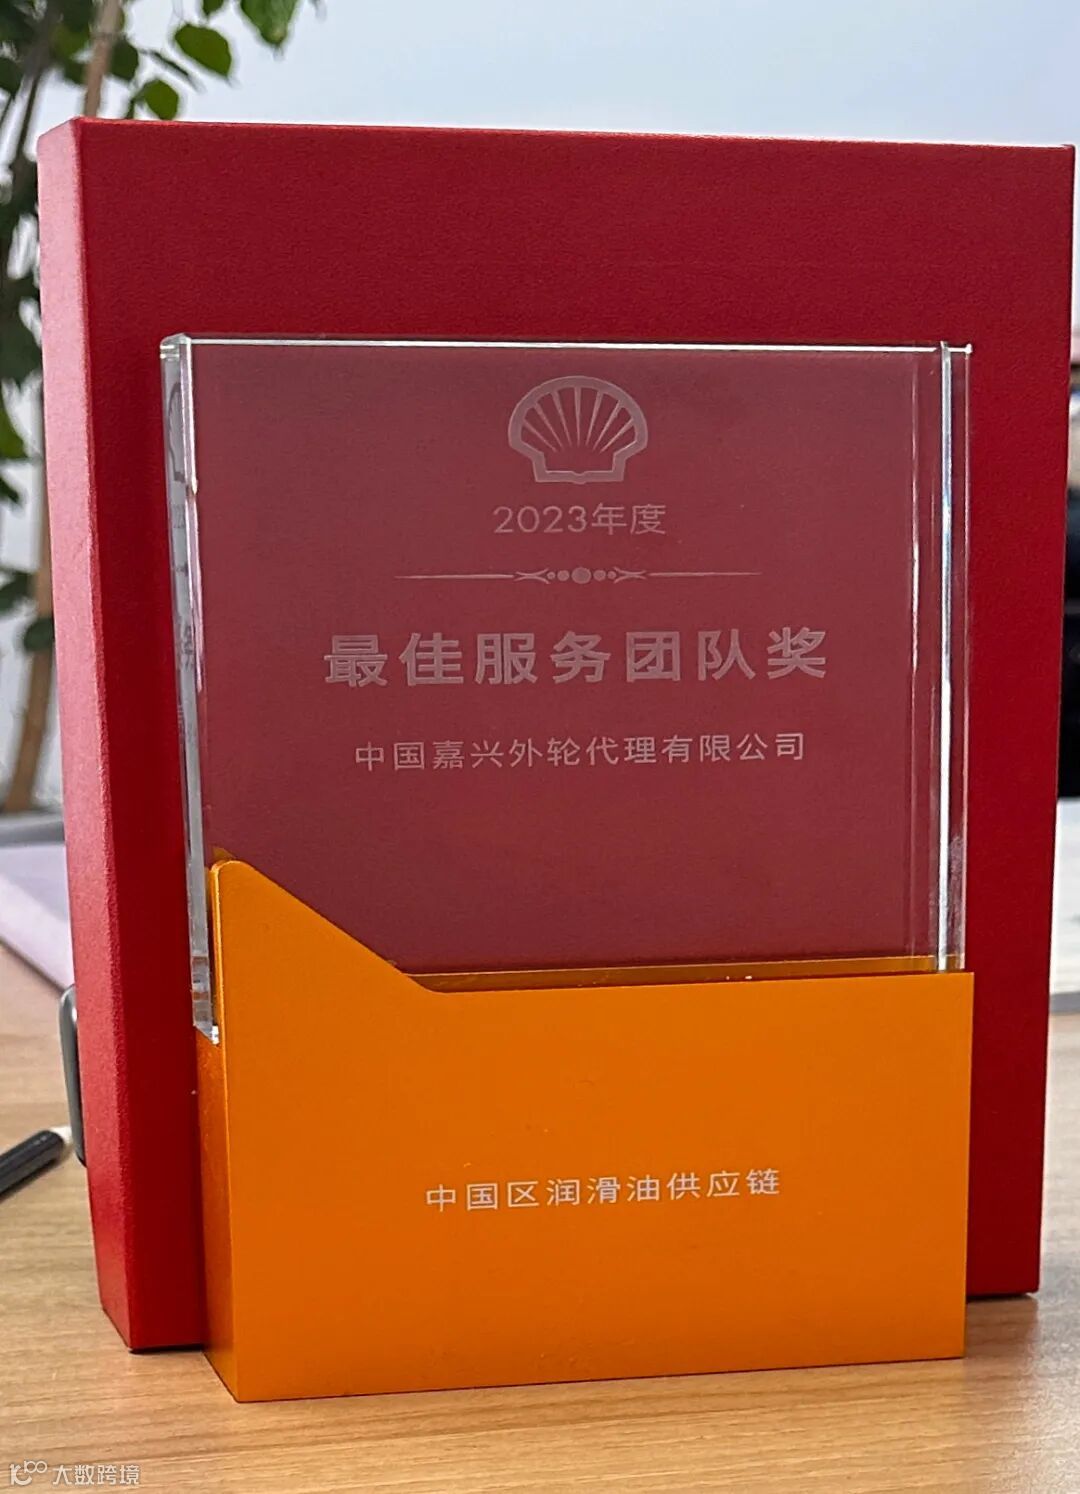 2023年度
最佳服务团队奖
中国嘉兴外轮代理有限公司
中国区润滑油供应链
大数跨境